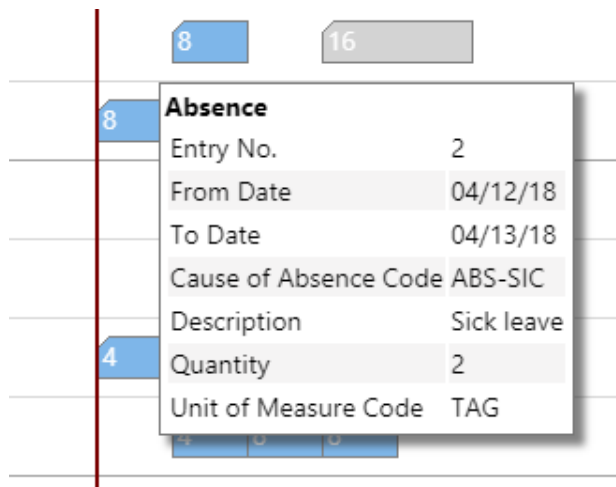 8 16
8
Absence
Entry No. 2
From Date 04/12/18
To Date 04/13/18
Cause of Absence Code ABS-SIC
Description Sick leave
4
Quantity 2
Unit of Measure Code TAG
4